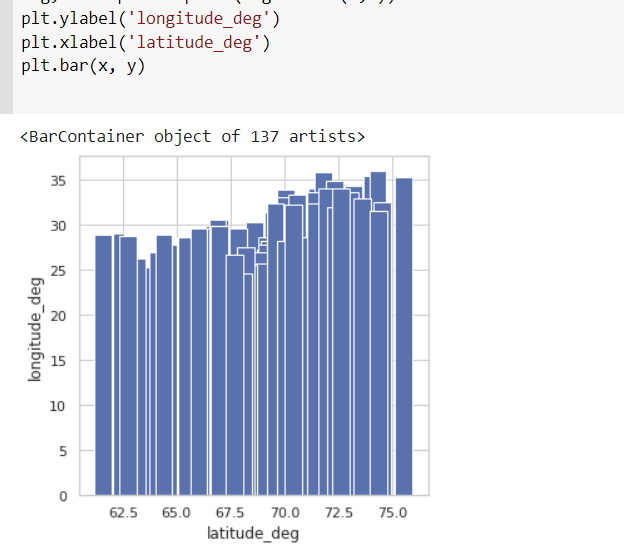 plt.ylabel('longitude_deg')
plt.xlabel('latitude_deg')
plt.bar(x, y)
<BarContainer object of 137 artists>
35
30
25
20
15
10
5
0
longitude_deg
62.5 65.0 67.5 70.0 72.5 75.0
latitude_deg